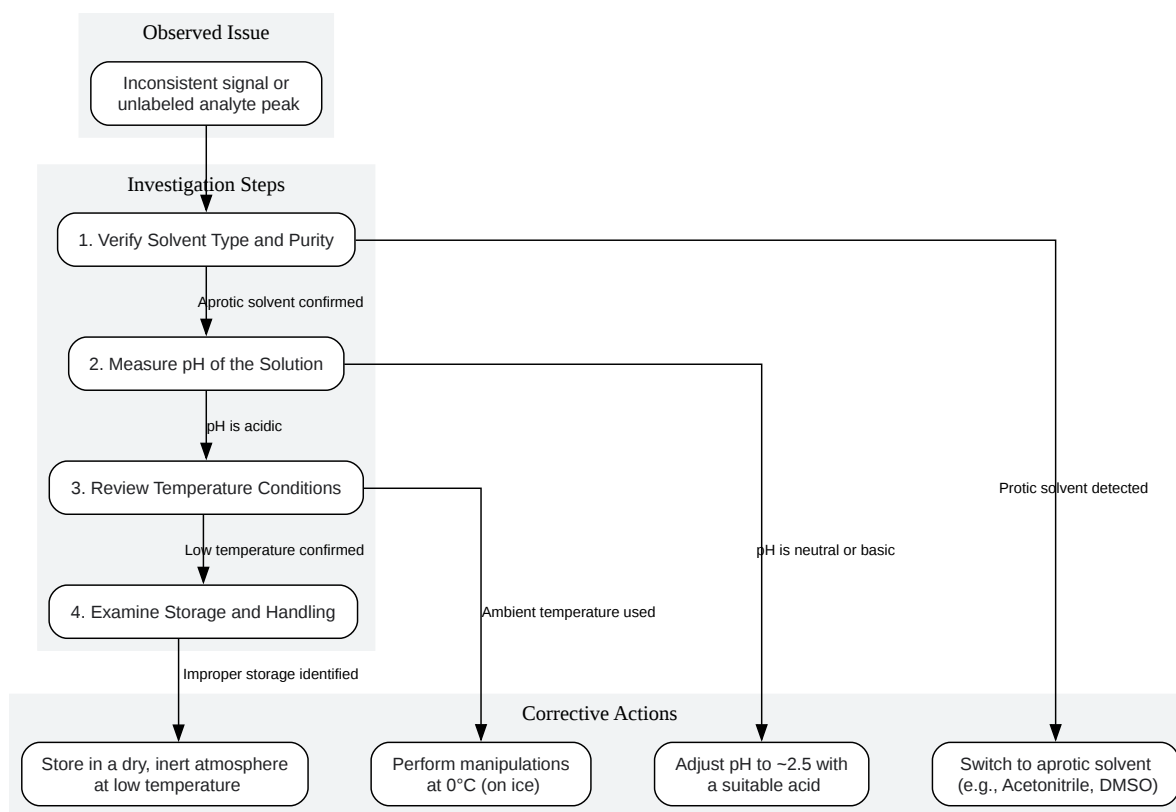 Observed Issue
Inconsistent signal or
unlabeled analyte peak
Investigation Steps
1. Verify Solvent Type and Purity
Aprotic solvent confirmed
2. Measure pH of the Solution
pH is acidic
3. Review Temperature Conditions
Protic solvent detected
Low temperature confirmed
pH is neutral or basic
4. Examine Storage and Handling
Ambient temperature used
Improper storage identified
Corrective Actions
Store in a dry, inert atmosphere
at low temperature
Perform manipulations
at 0°C (on ice)
Adjust pH to ~2.5 with
a suitable acid
Switch to aprotic solvent
(e.g., Acetonitrile, DMSO)